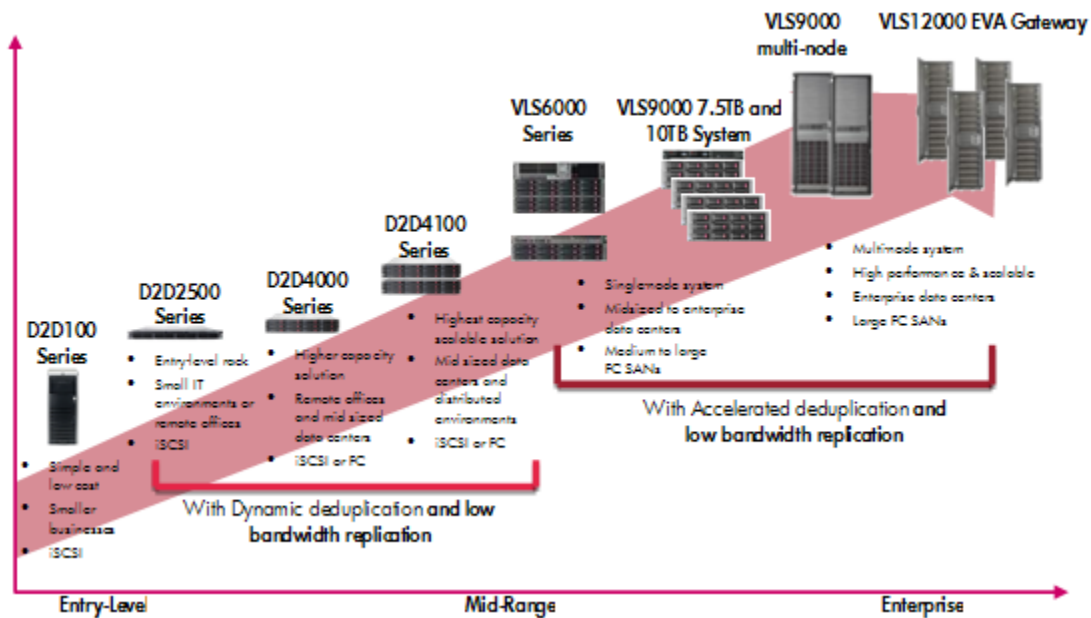 VLS9000
multi-node
VLS12000 EVA Gateway
VLS6000
Series
VLS9000 7.5TB and
10TB System
D2D4100
Series
D2D4000
Series
D2D2500
Series
D2D100
Series
• Simple and
low cost
• Smaller
businesses
• iSCSI
• Entry-level rack
• Small IT
environments or
remote offices
• iSCSI
• Higher capacity
solution
• Remote offices
and mid sized
data centers
• iSCSI or FC
• Highest capacity
scalable solution
• Mid sized data
centers and
distributed
environments
• iSCSI or FC
• Singlenode system
• Midsized to enterprise
data centers
• Medium to large
FC SANs
• Multimode system
• High performance & scalable
• Enterprise data centers
• Large FC SANs
With Dynamic deduplication and low
bandwidth replication
With Accelerated deduplication and
low bandwidth replication
Entry-Level
Mid-Range
Enterprise